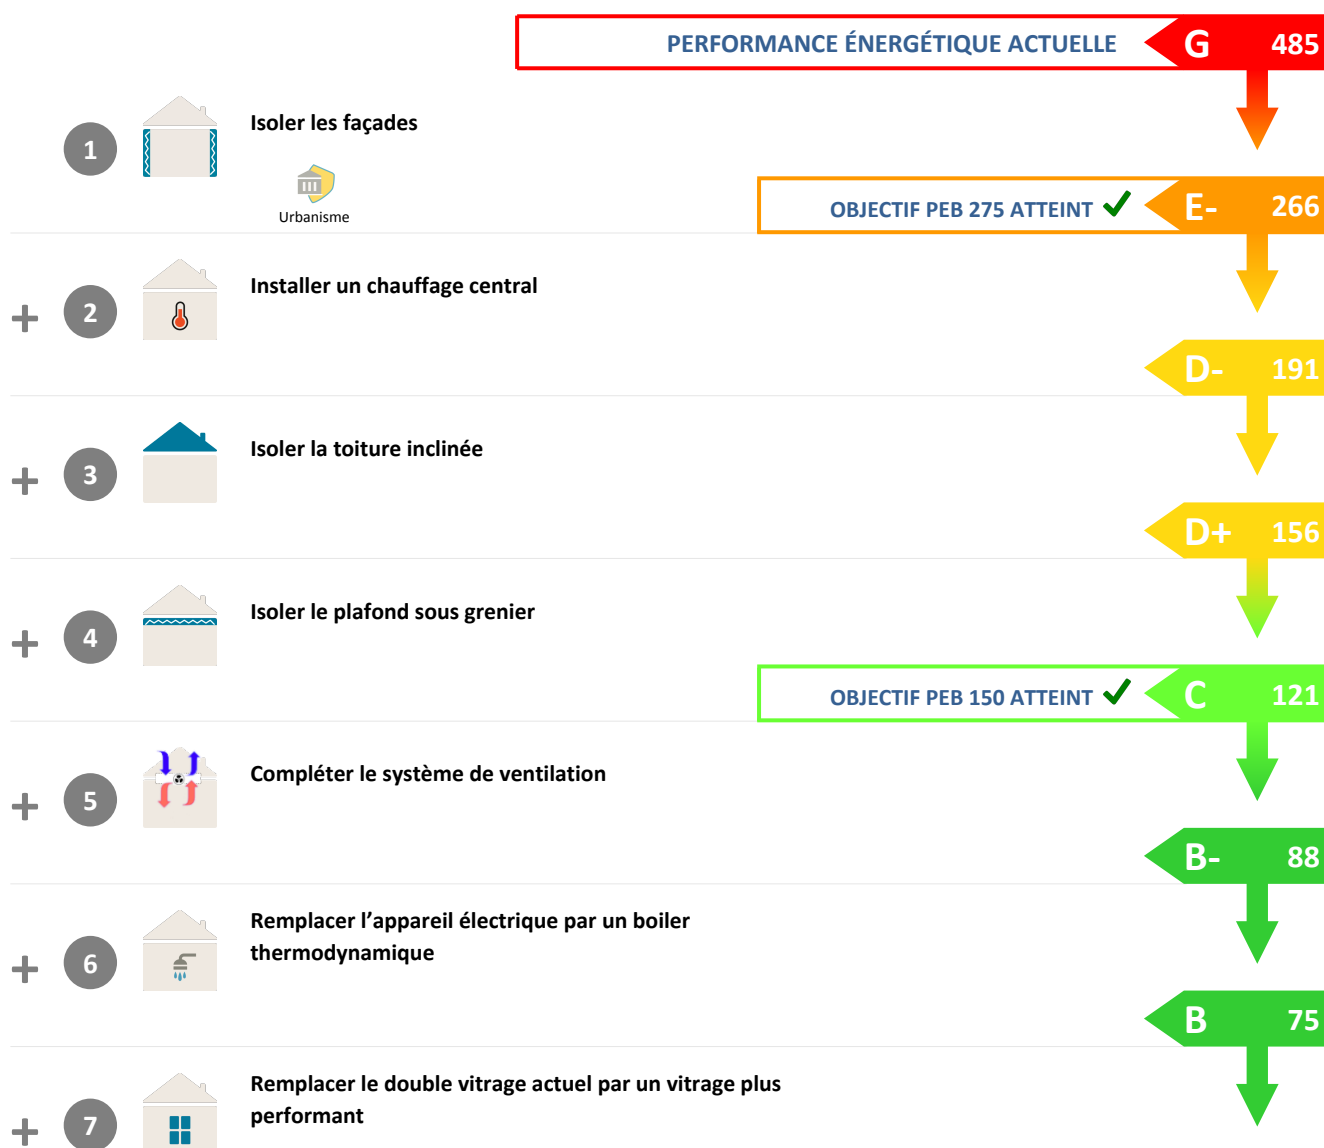 PERFORMANCE ÉNERGÉTIQUE ACTUELLE G 485
1 Isoler les façades
Urbanisme
OBJECTIF PEB 275 ATTEINT E- 266
+ 2 Installer un chauffage central
D- 191
+ 3 Isoler la toiture inclinée
D+ 156
+ 4 Isoler le plafond sous grenier
OBJECTIF PEB 150 ATTEINT C 121
+ 5 Compléter le système de ventilation
B- 88
+ 6 Remplacer l’appareil électrique par un boiler
thermodynamique
B 75
+ 7 Remplacer le double vitrage actuel par un vitrage plus
performant